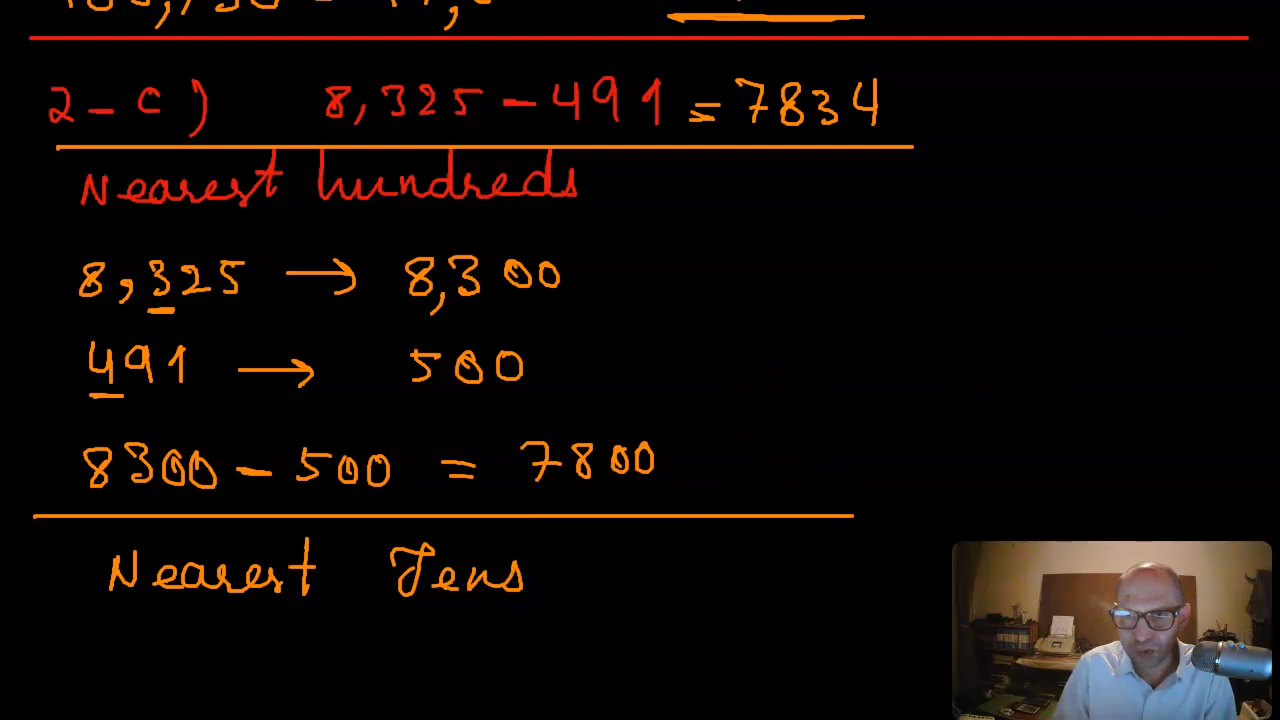 2-c) 8,325 - 491 = 7834
Nearest hundreds
8,325 → 8,300
491 → 500
8300 - 500 = 7800
Nearest Tens